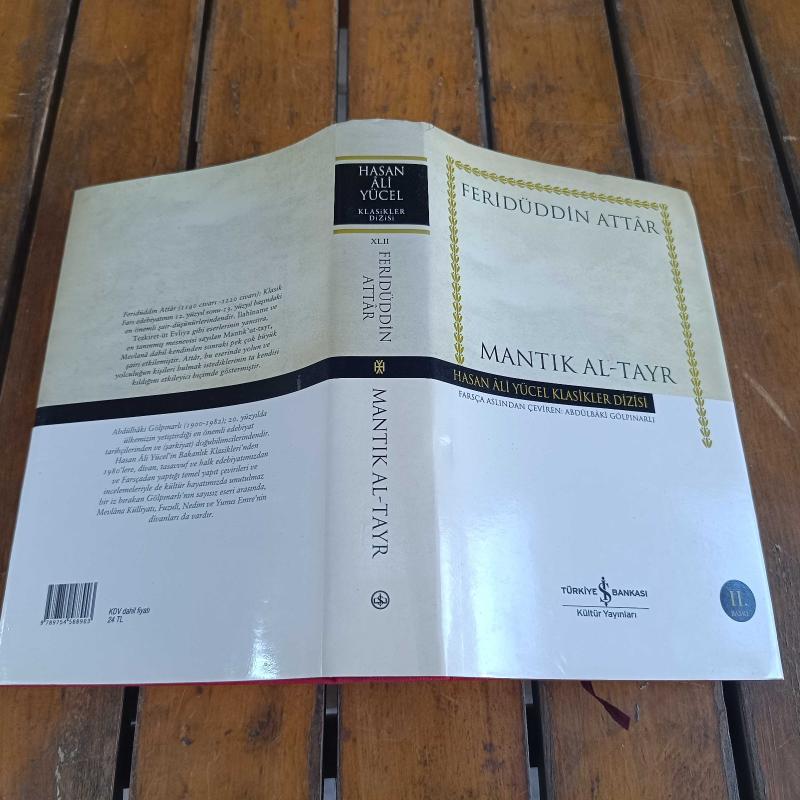 Feridüddin Attâr (1190 civarı -1220 civarı): Klasik
Fars edebiyatının 12. yüzyıl sonu-13. yüzyıl başındaki
en önemli şair-düşünürlerindendir. İlahiname ve
Tezkiret-üt Evliya gibi eserlerinin yanısıra,
en tanınmış mesnevisi sayılan Mantık'ut-tayr,
Mevlanâ dahil kendinden sonraki pek çok büyük
şairi etkilemiştir. Attâr, bu eserinde yolun ve
yolculuğun kişileri bulmak istediklerinin ta kendisi
kıldığını etkileyici biçimde göstermiştir.
Abdülbâki Gölpınarlı (1900-1982); 20. yüzyılda
ülkemizin yetiştirdiği en önemli edebiyat
tarihçilerinden ve (şarkiyat) doğubilimcilerindendir.
Hasan Âli Yücel'in Bakanlık Klasikleri'nden
1980'lere, divan, tasavvuf ve halk edebiyatımızdan
ve Farsçadan yaptığı temel yapıt çevirileri ve
incelemeleriyle de kültür hayatımızda unutulmaz
bir iz bırakan Gölpınarlı'nın sayısız eseri arasında,
Mevlâna Külliyatı, Fuzulî, Nedim ve Yunus Emre'nin
divanları da vardır.
9789754588903
KDV dahil fiyatı
24 TL
HASAN
ÂLİ
YÜCEL
KLASİKLER
DİZİSİ
XLII
FERİDÜDDİN
ATTÂR
MANTIK AL-TAYR
FERİDÜDDİN ATTÂR
MANTIK AL-TAYR
HASAN ÂLİ YÜCEL KLASİKLER DİZİSİ
FARSÇA ASLINDAN ÇEVİREN: ABDÜLBÂKİ GÖLPINARLI
TÜRKİYE İŞ BANKASI
Kültür Yayınları
II.
BASKI